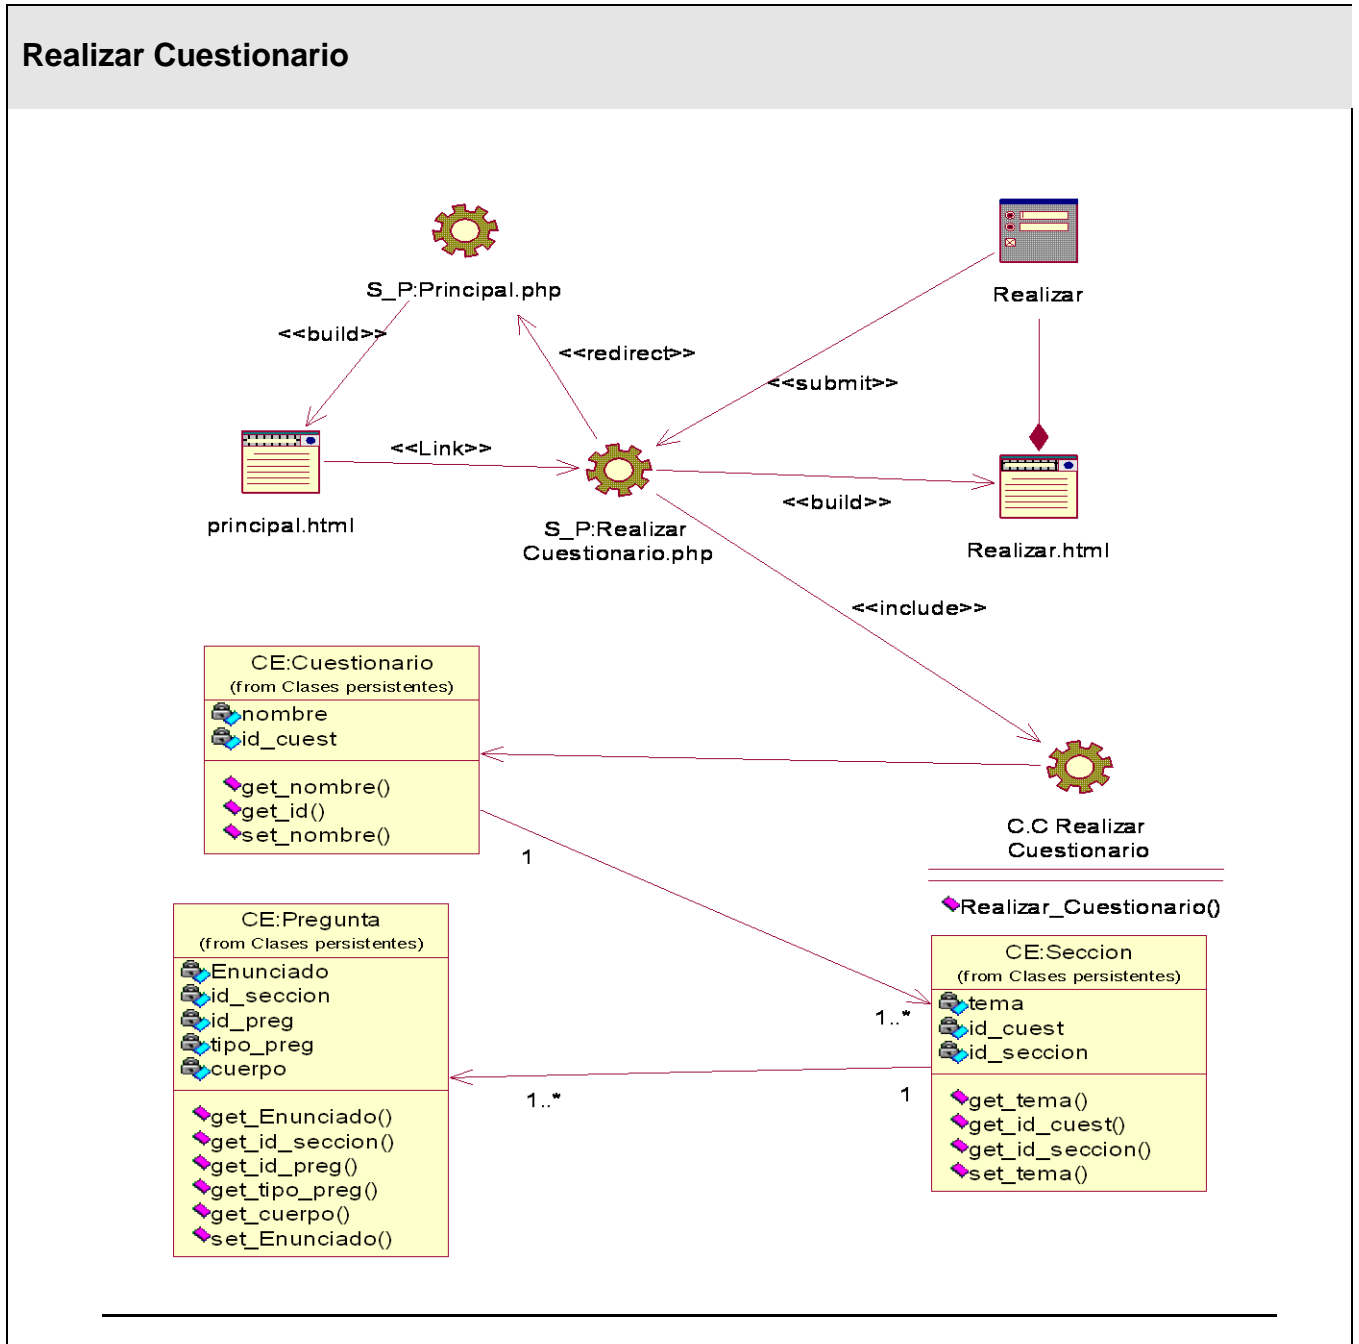 Realizar Cuestionario
S_P:Principal.php
Realizar
<<build>>
<<redirect>>
<<submit>>
<<Link>>
<<build>>
principal.html
S_P:Realizar
Cuestionario.php
Realizar.html
<<include>>
CE:Cuestionario
(from Clases persistentes)
nombre
id_cuest
get_nombre()
get_id()
set_nombre()
1
C.C Realizar
Cuestionario
Realizar_Cuestionario()
CE:Pregunta
(from Clases persistentes)
Enunciado
id_seccion
id_preg
tipo_preg
cuerpo
get_Enunciado()
get_id_seccion()
get_id_preg()
get_tipo_preg()
get_cuerpo()
set_Enunciado()
1..*
1..*
1
CE:Seccion
(from Clases persistentes)
tema
id_cuest
id_seccion
get_tema()
get_id_cuest()
get_id_seccion()
set_tema()